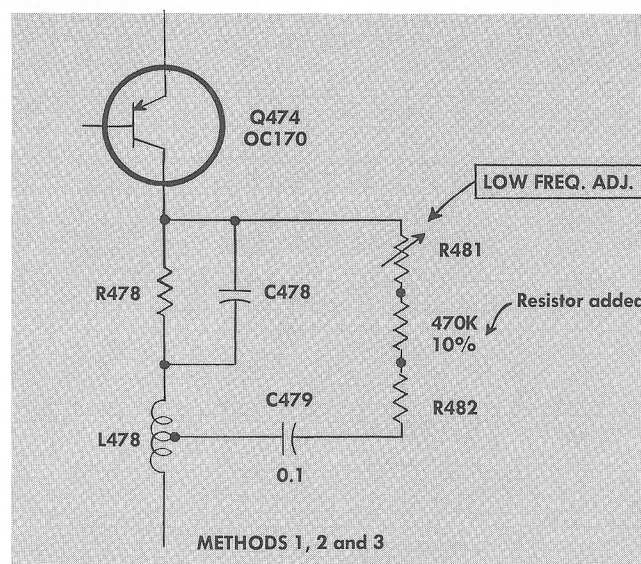 Q474
OC170
LOW FREQ. ADJ.
R481
R478
C478
Resistor added
470K
10%
C479
R482
L478
0.1
METHODS 1, 2 and 3